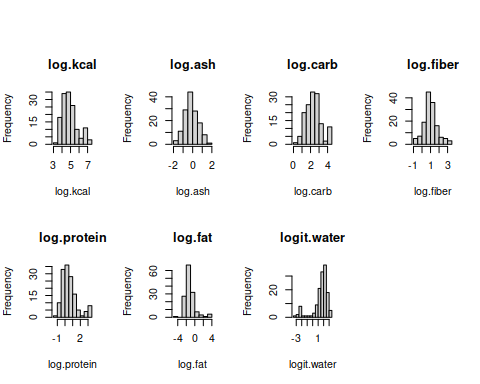 log.kcal
log.ash
log.carb
log.fiber
Frequency
0 15 30
3 5 7
log.kcal
Frequency
0 20 40
-2 0 2
log.ash
Frequency
0 15 30
0 2 4
log.carb
Frequency
0 20 40
-1 1 3
log.fiber
log.protein
log.fat
logit.water
Frequency
0 15 30
-1 2
log.protein
Frequency
0 20 60
-4 0 4
log.fat
Frequency
0 20
-3 1
logit.water